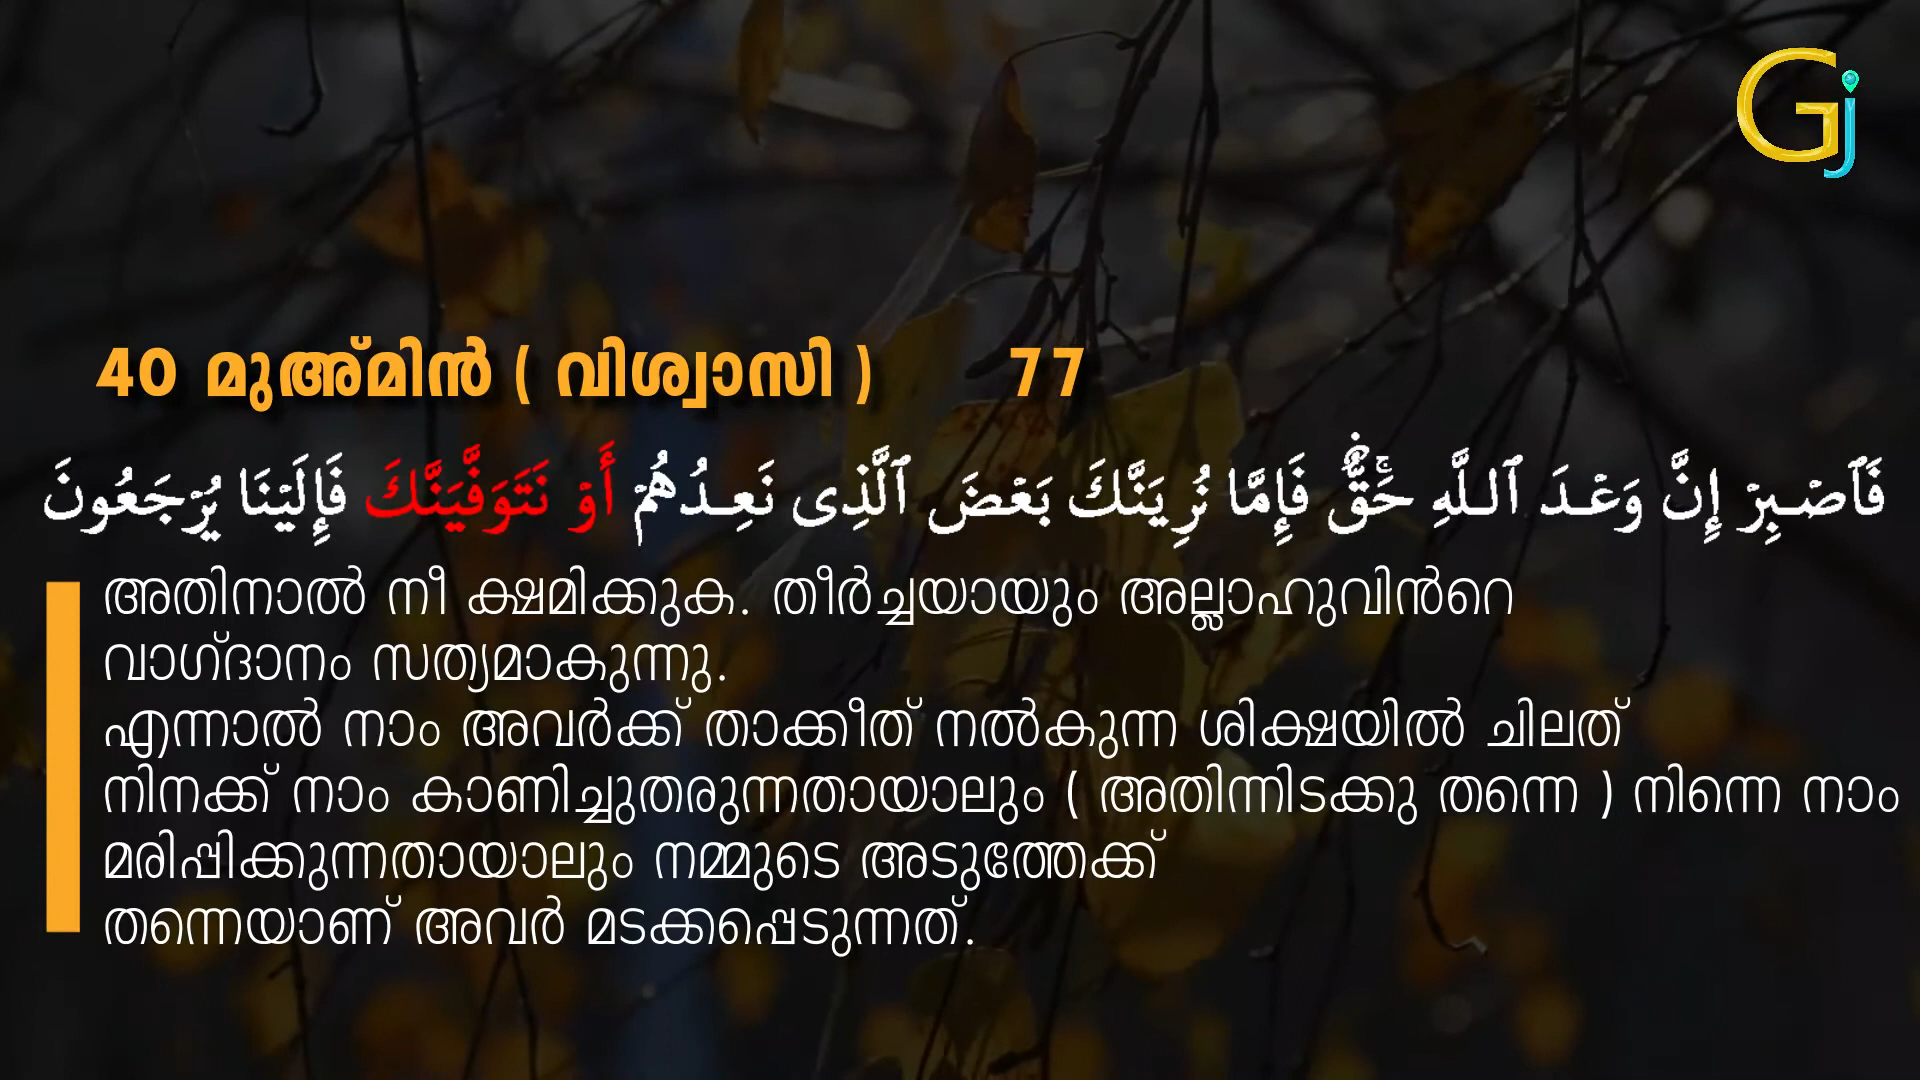 Gj
40 മുഅ്മിൻ ( വിശ്വാസി ) 77
فَٱصْبِرْ إِنَّ وَعْدَ ٱللَّهِ حَقٌّۚ فَإِمَّا نُرِيَنَّكَ بَعْضَ ٱلَّذِى نَعِدُهُمْ أَوْ نَتَوَفَّيَنَّكَ فَإِلَيْنَا يُرْجَعُونَ
അതിനാൽ നീ ക്ഷമിക്കുക. തീർച്ചയായും അല്ലാഹുവിൻറെ
വാഗ്ദാനം സത്യമാകുന്നു.
എന്നാൽ നാം അവർക്ക് താക്കീത് നൽകുന്ന ശിക്ഷയിൽ ചിലത്
നിനക്ക് നാം കാണിച്ചുതരുന്നതായാലും ( അതിന്നിടക്കു തന്നെ ) നിന്നെ നാം
മരിപ്പിക്കുന്നതായാലും നമ്മുടെ അടുത്തേക്ക്
തന്നെയാണ് അവർ മടക്കപ്പെടുന്നത്.